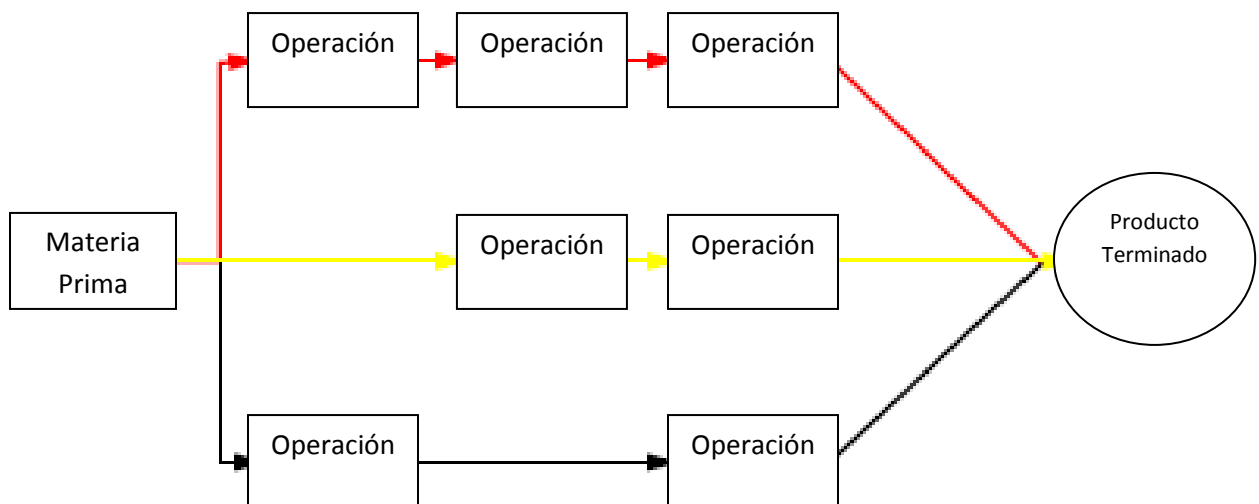 Operación
Operación
Operación
Materia
Prima
Operación
Operación
Producto
Terminado
Operación
Operación